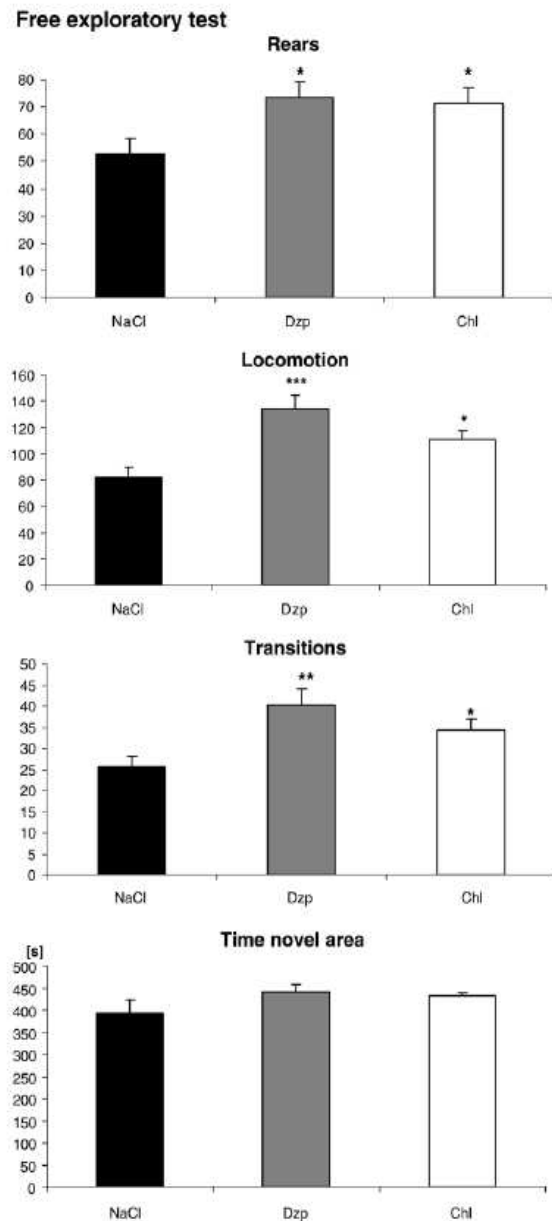 Free exploratory test
Rears
*
*
80
70
60
50
40
30
20
10
0
NaCl
Dzp
Chl
Locomotion
***
*
160
140
120
100
80
60
40
20
0
NaCl
Dzp
Chl
Transitions
**
*
50
45
40
35
30
25
20
15
10
5
0
NaCl
Dzp
Chl
Time novel area
[s]
500
450
400
350
300
250
200
150
100
50
0
NaCl
Dzp
Chl